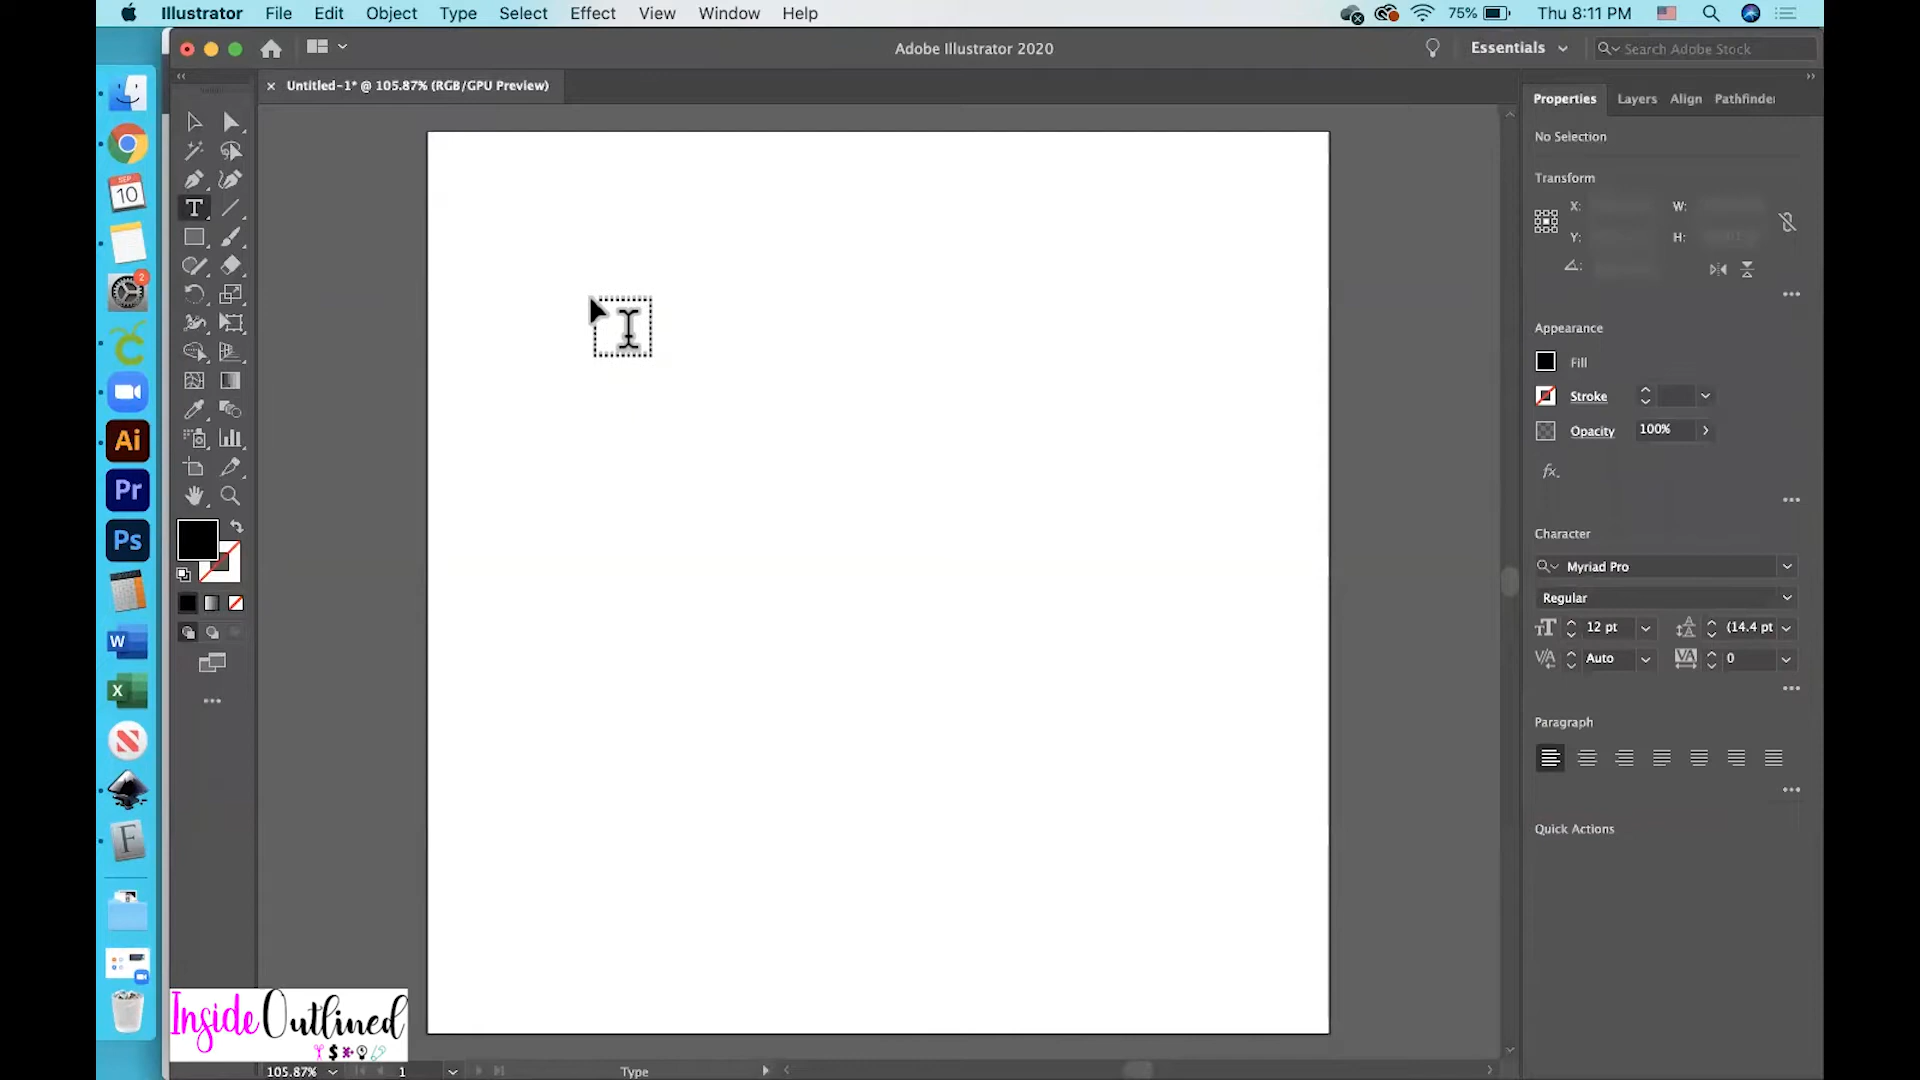 Illustrator File Edit Object Type Select Effect View Window Help 75% Thu 8:11 PM
Adobe Illustrator 2020 Essentials Search Adobe Stock
Untitled-1* @ 105.87% (RGB/GPU Preview)
Properties Layers Align Pathfinder
No Selection
Transform
X: W:
Y: H:
Appearance
Fill
Stroke
Opacity 100%
fx.
Character
Myriad Pro
Regular
12 pt (14.4 pt
Auto 0
Paragraph
Quick Actions
SEP
10
2
Ai
Pr
Ps
W
X
F
Inside Outlined
105.87% 1 Type